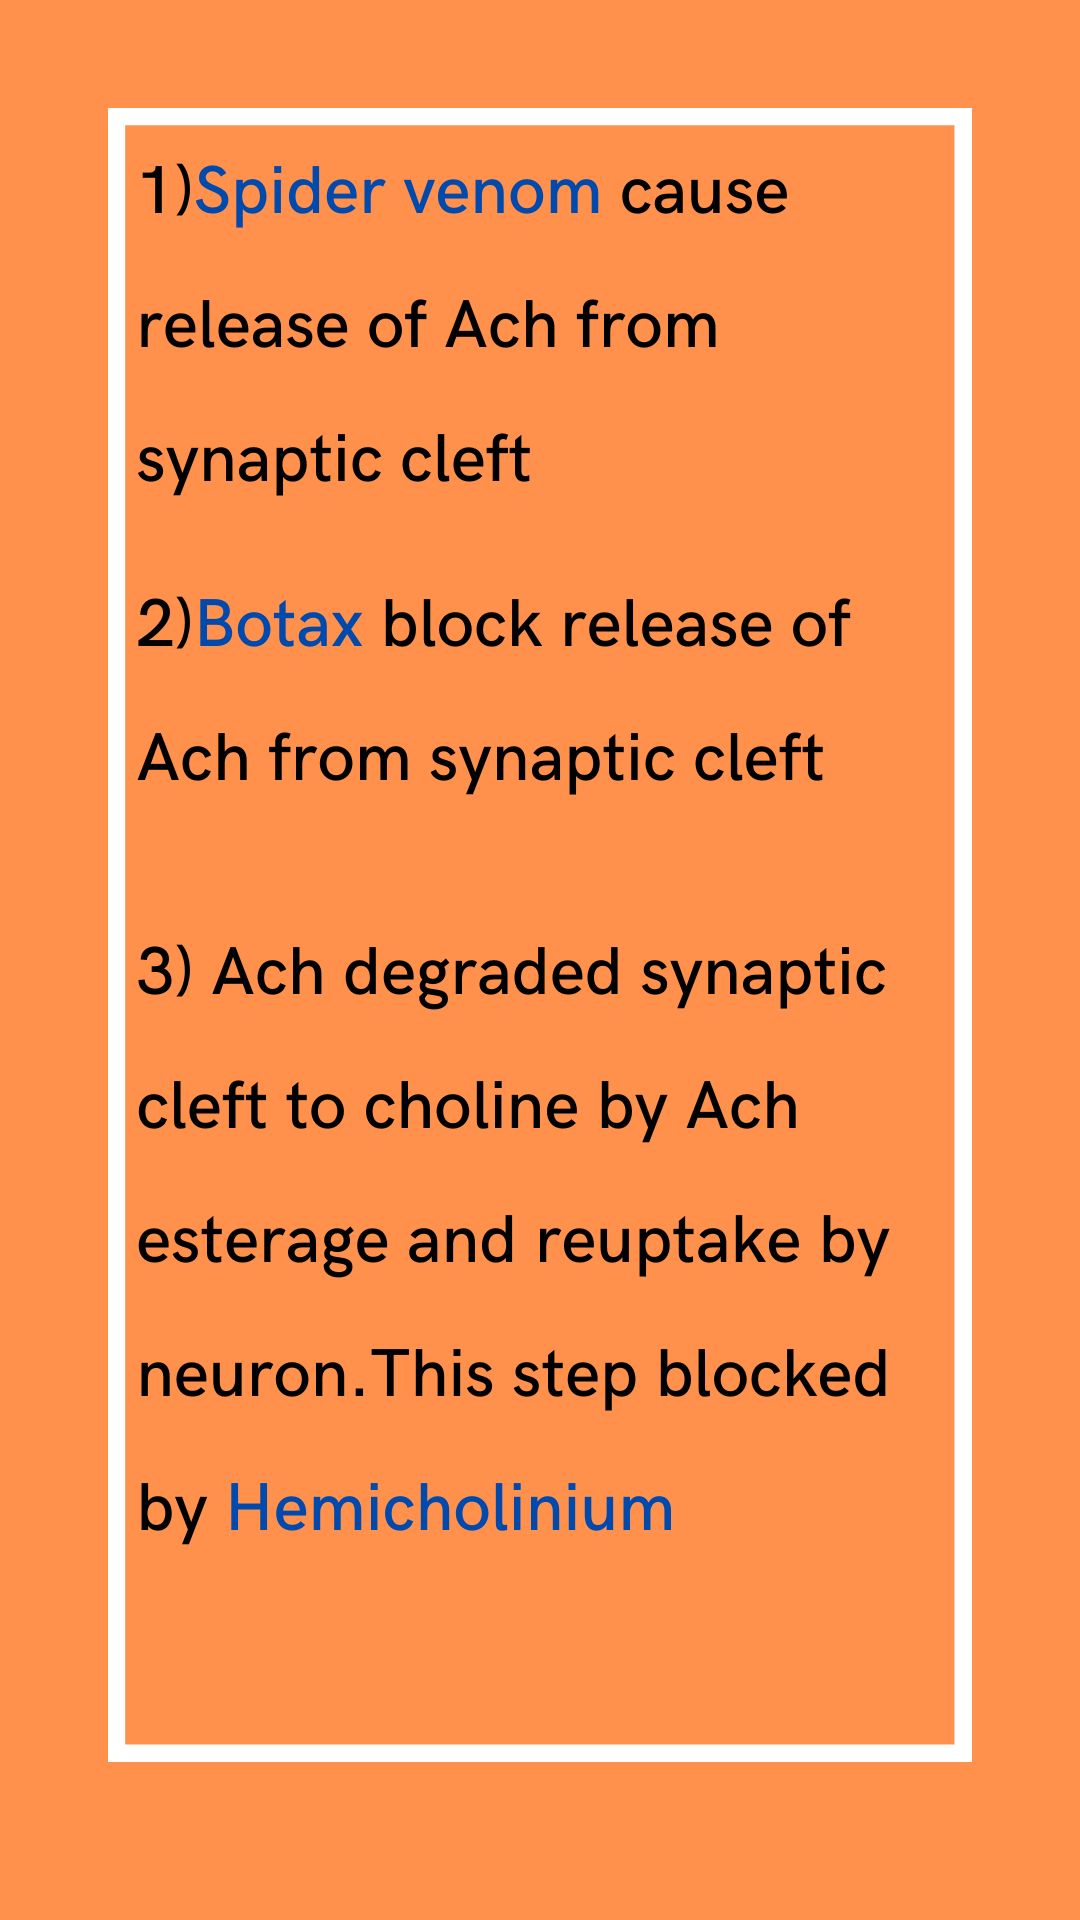 1)Spider venom cause
release of Ach from
synaptic cleft
2)Botax block release of
Ach from synaptic cleft
3) Ach degraded synaptic
cleft to choline by Ach
esterage and reuptake by
neuron.This step blocked
by Hemicholinium